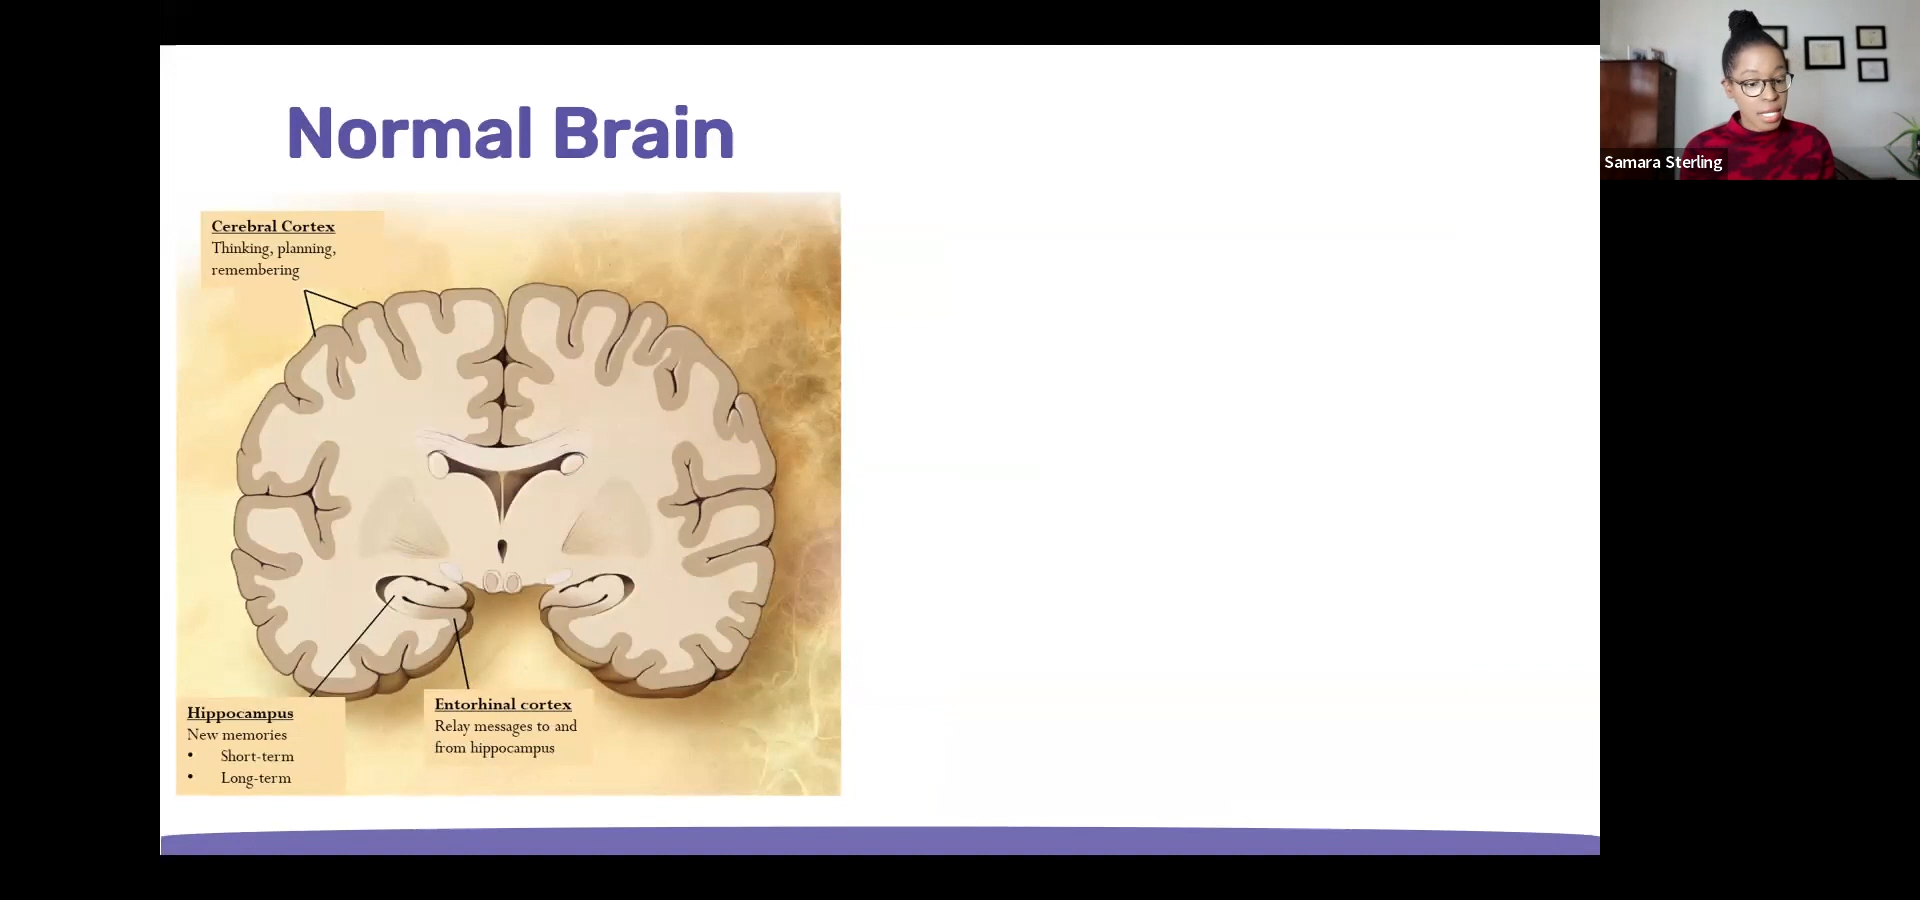 Normal Brain
Cerebral Cortex
Thinking, planning,
remembering
Hippocampus
New memories
• Short-term
• Long-term
Entorhinal cortex
Relay messages to and
from hippocampus
Samara Sterling